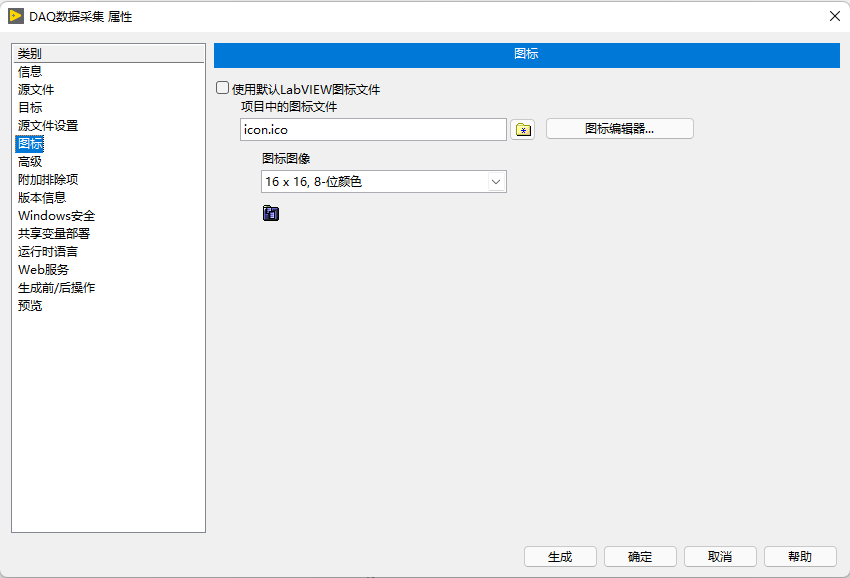 DAQ数据采集 属性
类别
信息
源文件
目标
源文件设置
图标
高级
附加排除项
版本信息
Windows安全
共享变量部署
运行时语言
Web服务
生成前/后操作
预览
图标
使用默认LabVIEW图标文件
项目中的图标文件
icon.ico
图标编辑器...
图标图像
16 x 16, 8-位颜色
生成
确定
取消
帮助